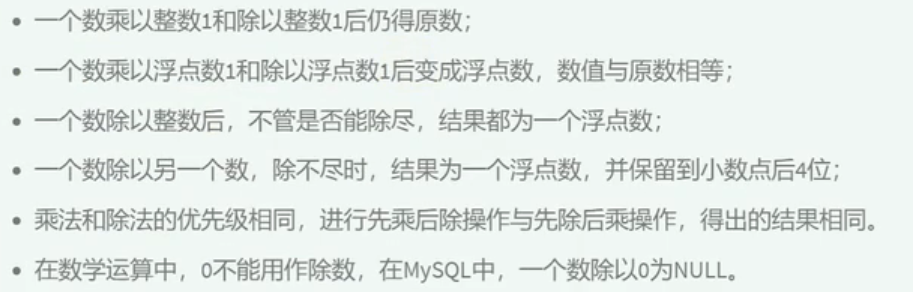 • 一个数乘以整数1和除以整数1后仍得原数；
• 一个数乘以浮点数1和除以浮点数1后变成浮点数，数值与原数相等；
• 一个数除以整数后，不管是否能除尽，结果都为一个浮点数；
• 一个数除以另一个数，除不尽时，结果为一个浮点数，并保留到小数点后4位；
• 乘法和除法的优先级相同，进行先乘后除操作与先除后乘操作，得出的结果相同。
• 在数学运算中，0不能用作除数，在MySQL中，一个数除以0为NULL。